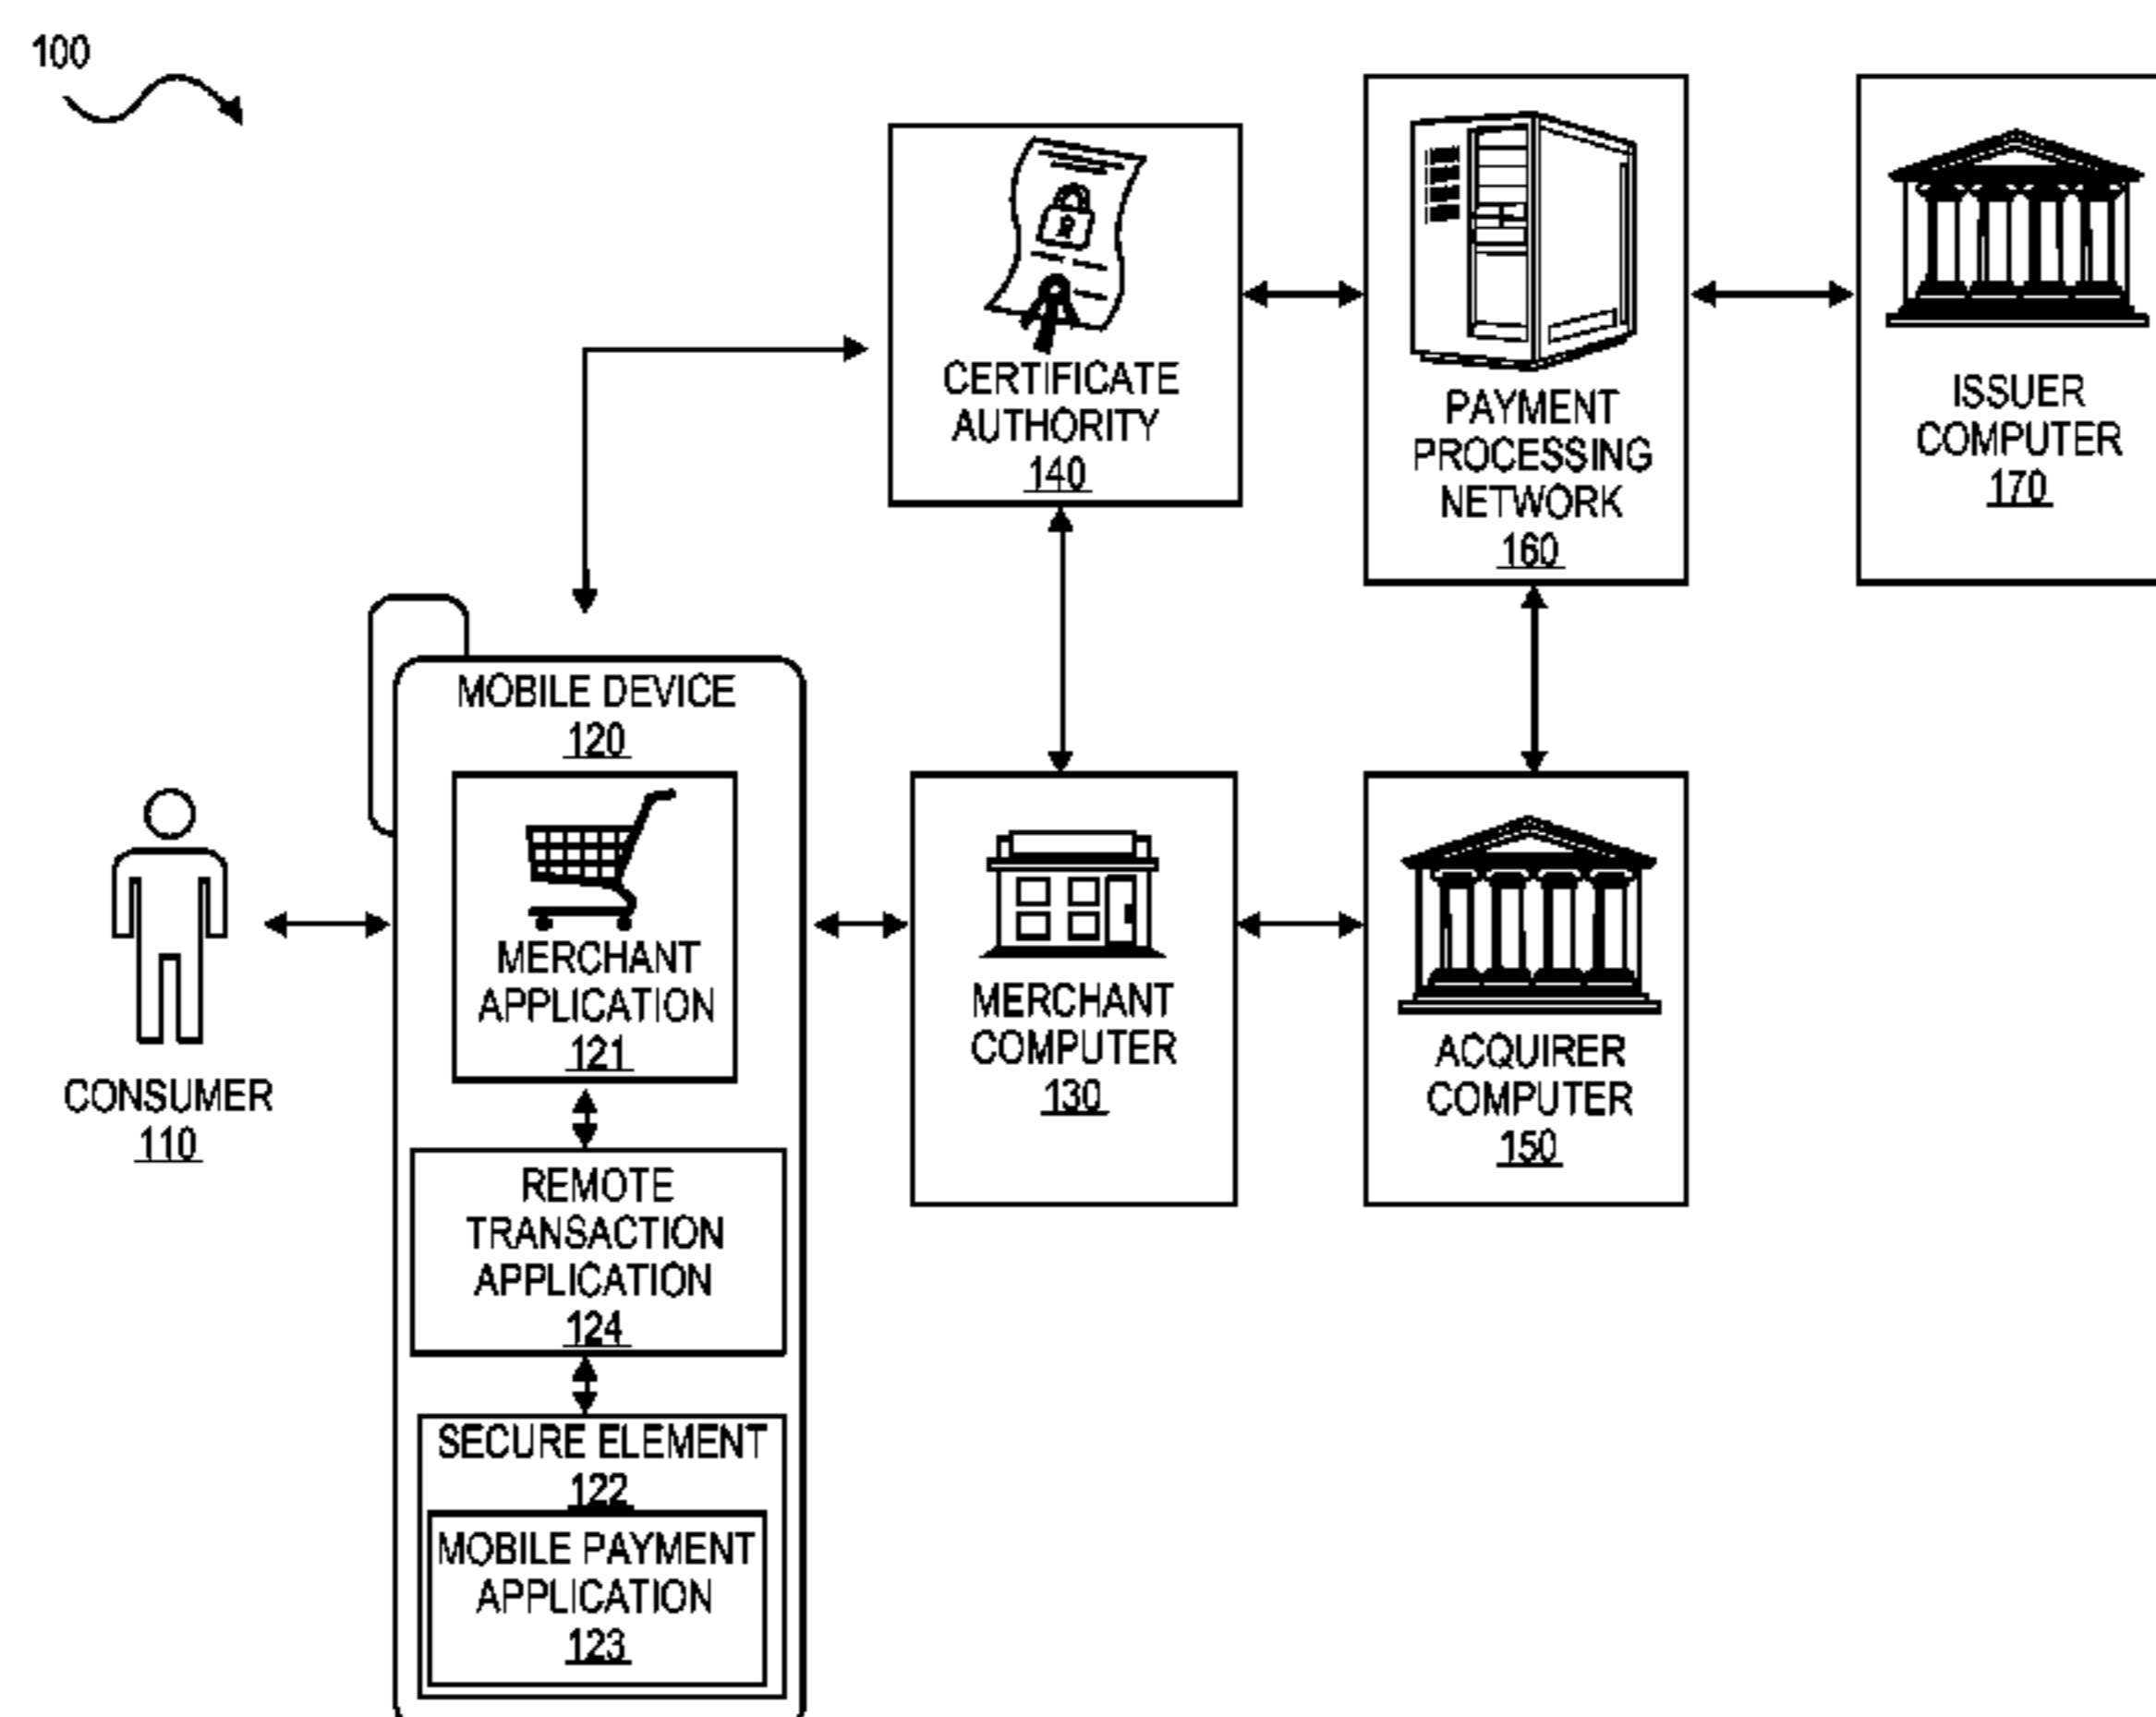 100
CERTIFICATE
AUTHORITY
140
PAYMENT
PROCESSING
NETWORK
160
ISSUER
COMPUTER
170
MOBILE DEVICE
120
MERCHANT
APPLICATION
121
CONSUMER
110
MERCHANT
COMPUTER
130
ACQUIRER
COMPUTER
150
REMOTE
TRANSACTION
APPLICATION
124
SECURE ELEMENT
122
MOBILE PAYMENT
APPLICATION
123